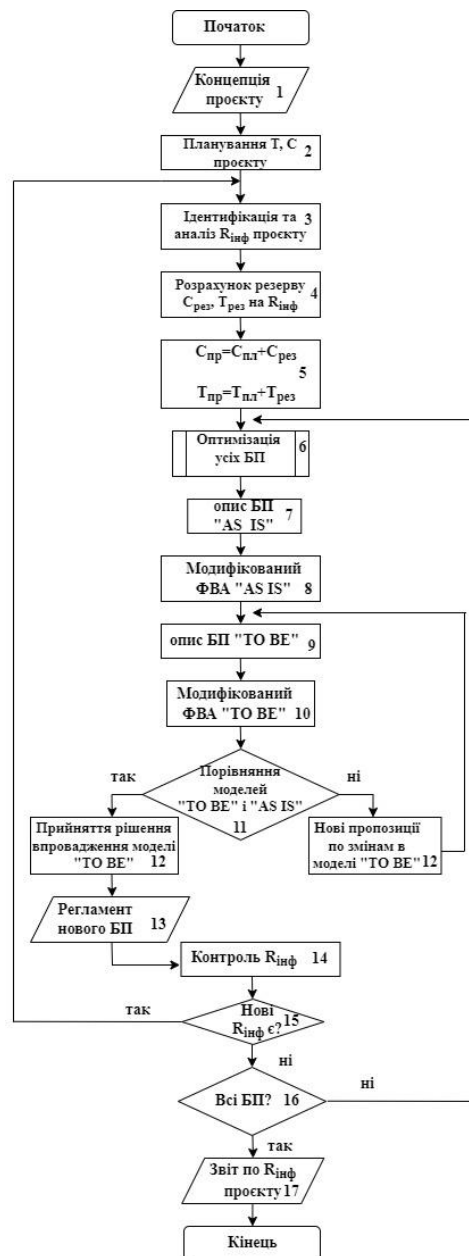 Початок
Концепція
проєкту 1
Планування Т, С 2
проєкту
Ідентифікація та 3
аналіз Rінф проєкту
Розрахунок резерву
Срез, Трез на Rінф 4
Спр=Спл+Срез
5
Тпр=Тпл+Трез
Оптимізація 6
усіх БП
опис БП 7
"AS IS"
Модифікований
ФВА "AS IS" 8
опис БП "TO BE" 9
Модифікований
ФВА "TO BE" 10
так
Порівняння
моделей
"TO BE" і "AS IS"
11
ні
Прийняття рішення
впровадження моделі
"TO BE" 12
Нові пропозиції
по змінам в
моделі "TO BE" 12
Регламент
нового БП 13
Контроль Rінф 14
так
Нові 15
Rінф є?
ні
Всі БП? 16
ні
так
Звіт по Rінф
проєкту 17
Кінець